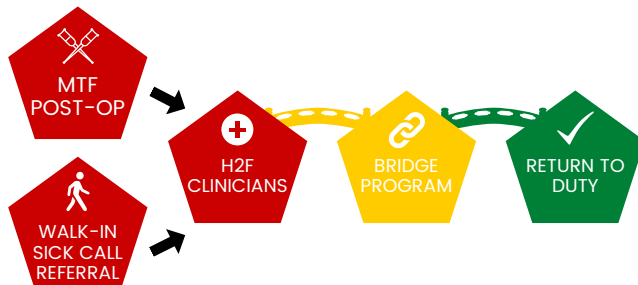 MTF
POST-OP
WALK-IN
SICK CALL
REFERRAL
H2F
CLINICIANS
BRIDGE
PROGRAM
RETURN TO
DUTY